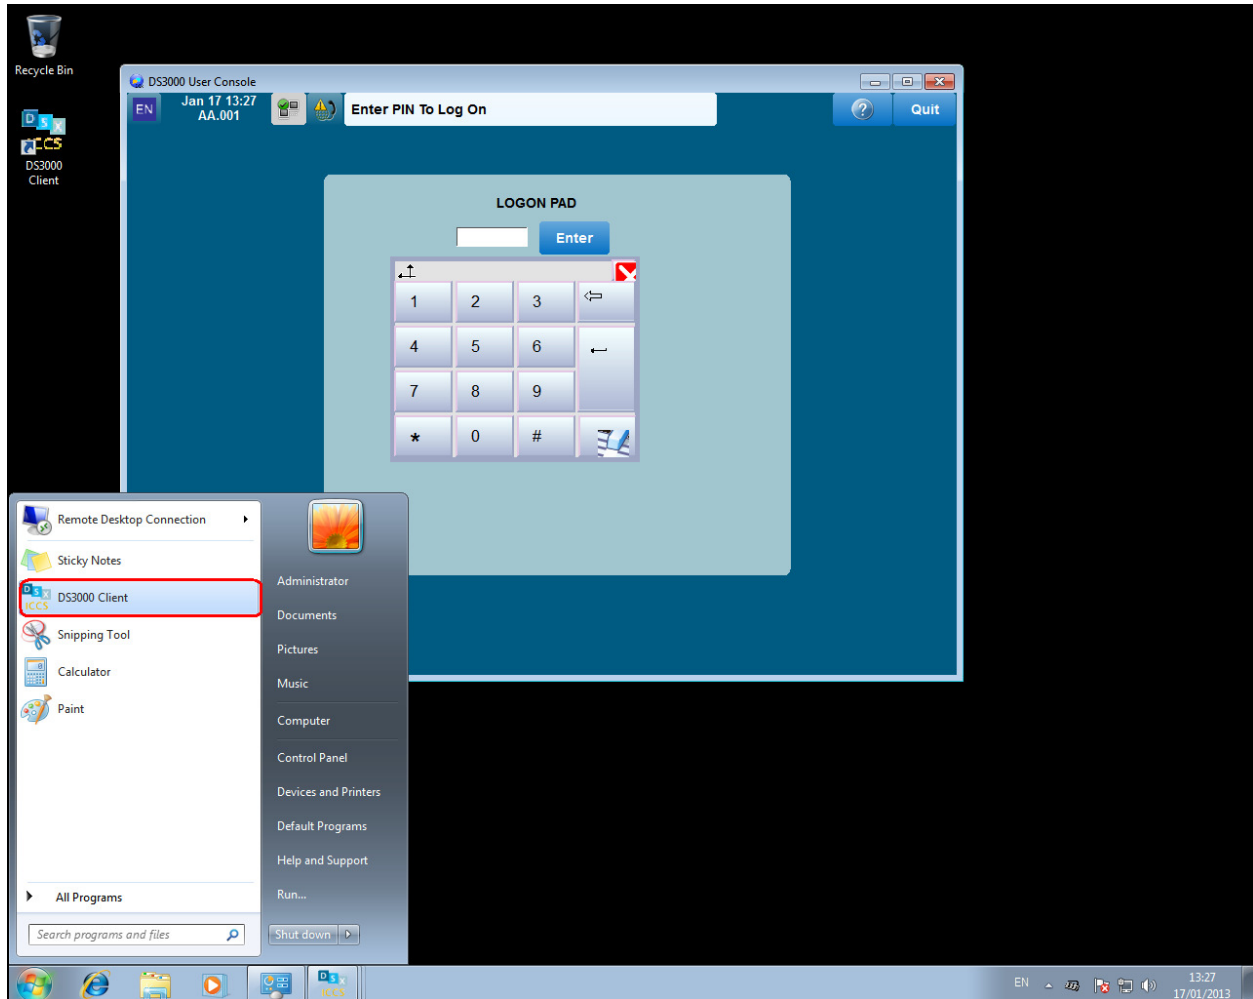 Recycle Bin
D S X
ICCS
DS3000
Client
DS3000 User Console
EN
Jan 17 13:27
AA.001
Enter PIN To Log On
?
Quit
LOGON PAD
Enter
1 2 3
4 5 6
7 8 9
* 0 #
Remote Desktop Connection
Sticky Notes
D S X
ICCS
DS3000 Client
Snipping Tool
Calculator
Paint
All Programs
Search programs and files
Administrator
Documents
Pictures
Music
Computer
Control Panel
Devices and Printers
Default Programs
Help and Support
Run...
Shut down
D S X
ICCS
EN
13:27
17/01/2013